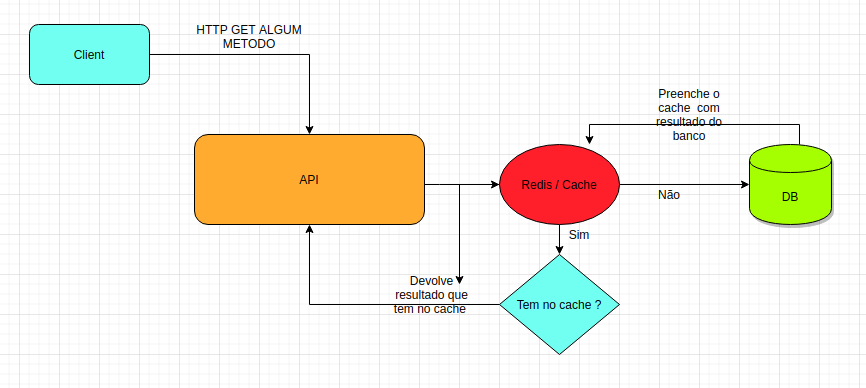 HTTP GET ALGUM
METODO
Client
Preenche o
cache com
resultado do
banco
API
Redis / Cache
Não
DB
Sim
Devolve
resultado que
tem no cache
Tem no cache ?